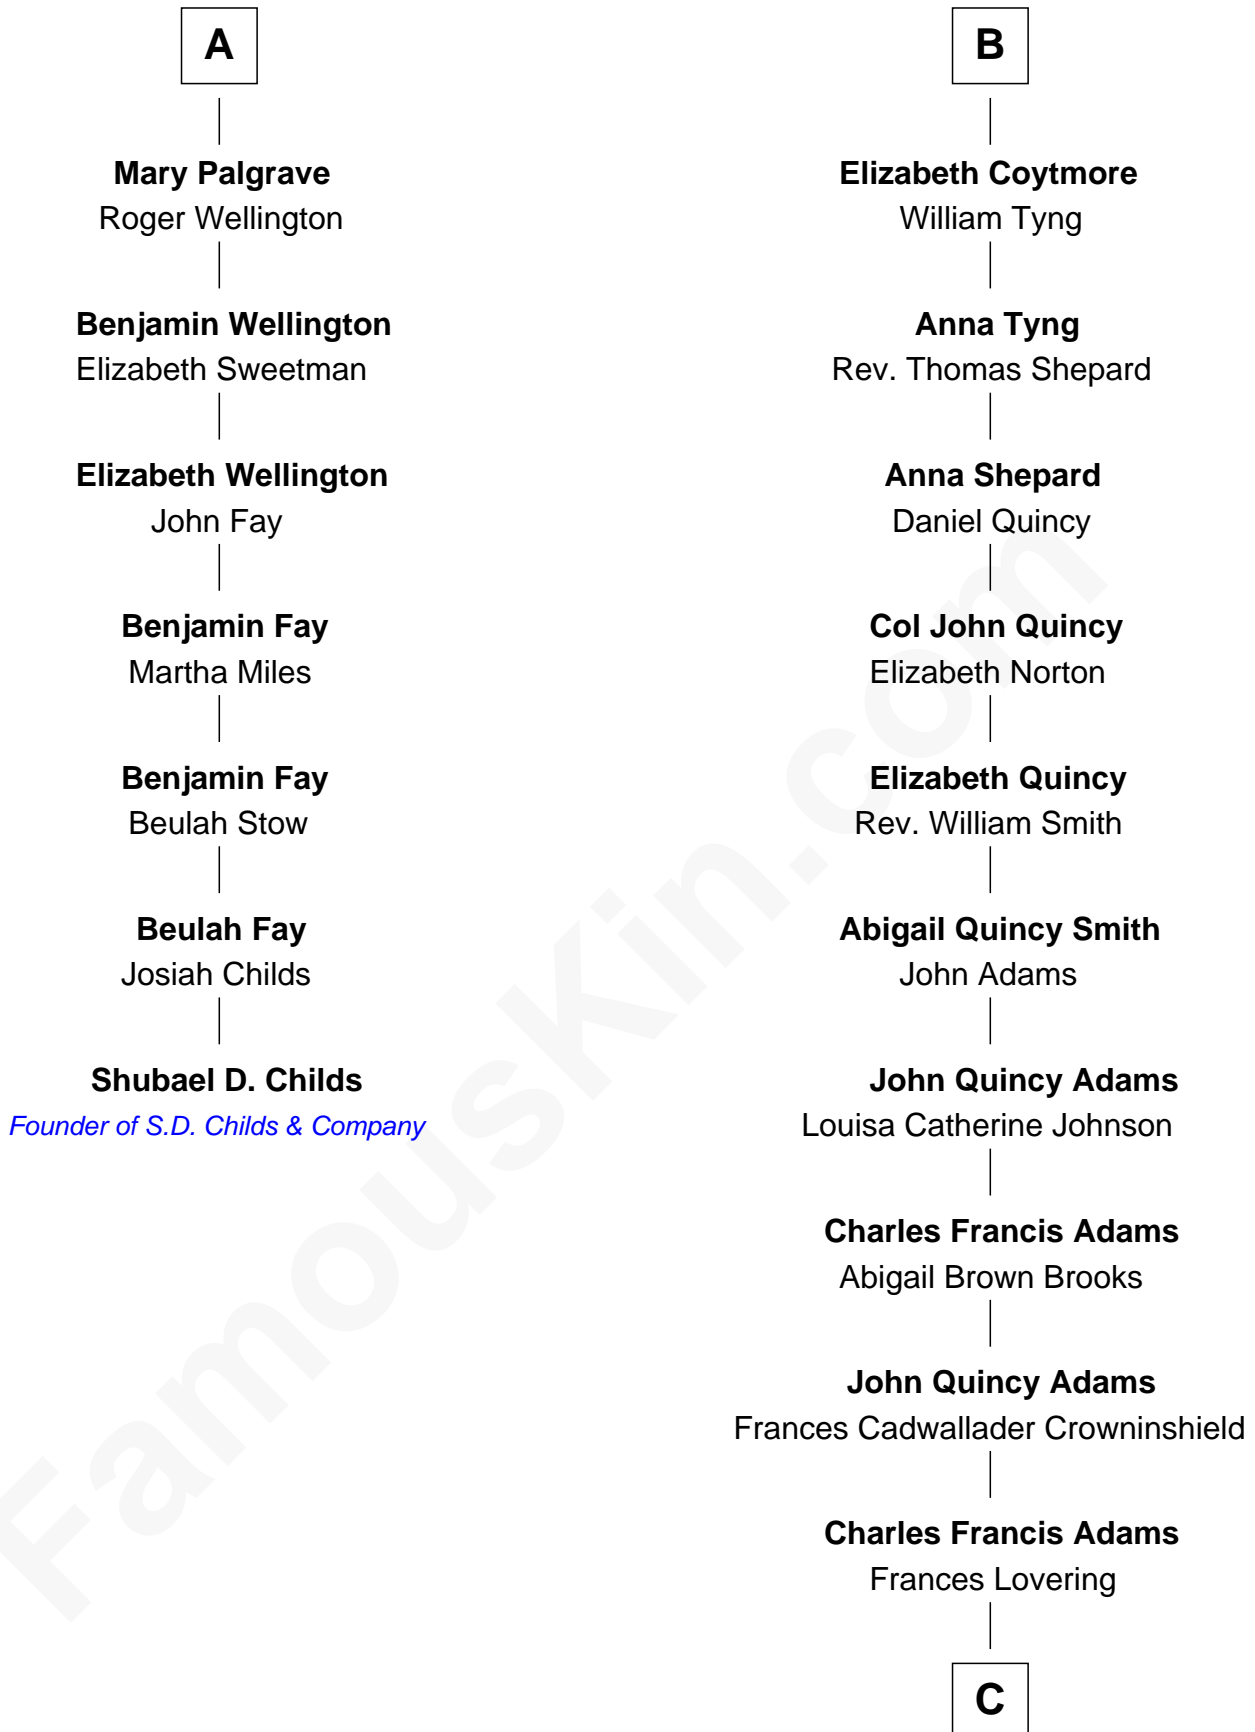 A
Mary Palgrave
Roger Wellington
Benjamin Wellington
Elizabeth Sweetman
Elizabeth Wellington
John Fay
Benjamin Fay
Martha Miles
Benjamin Fay
Beulah Stow
Beulah Fay
Josiah Childs
Shubael D. Childs
Founder of S.D. Childs & Company
B
Elizabeth Coytmore
William Tyng
Anna Tyng
Rev. Thomas Shepard
Anna Shepard
Daniel Quincy
Col John Quincy
Elizabeth Norton
Elizabeth Quincy
Rev. William Smith
Abigail Quincy Smith
John Adams
John Quincy Adams
Louisa Catherine Johnson
Charles Francis Adams
Abigail Brown Brooks
John Quincy Adams
Frances Cadwallader Crowninshield
Charles Francis Adams
Frances Lovering
C
FamousKin.com